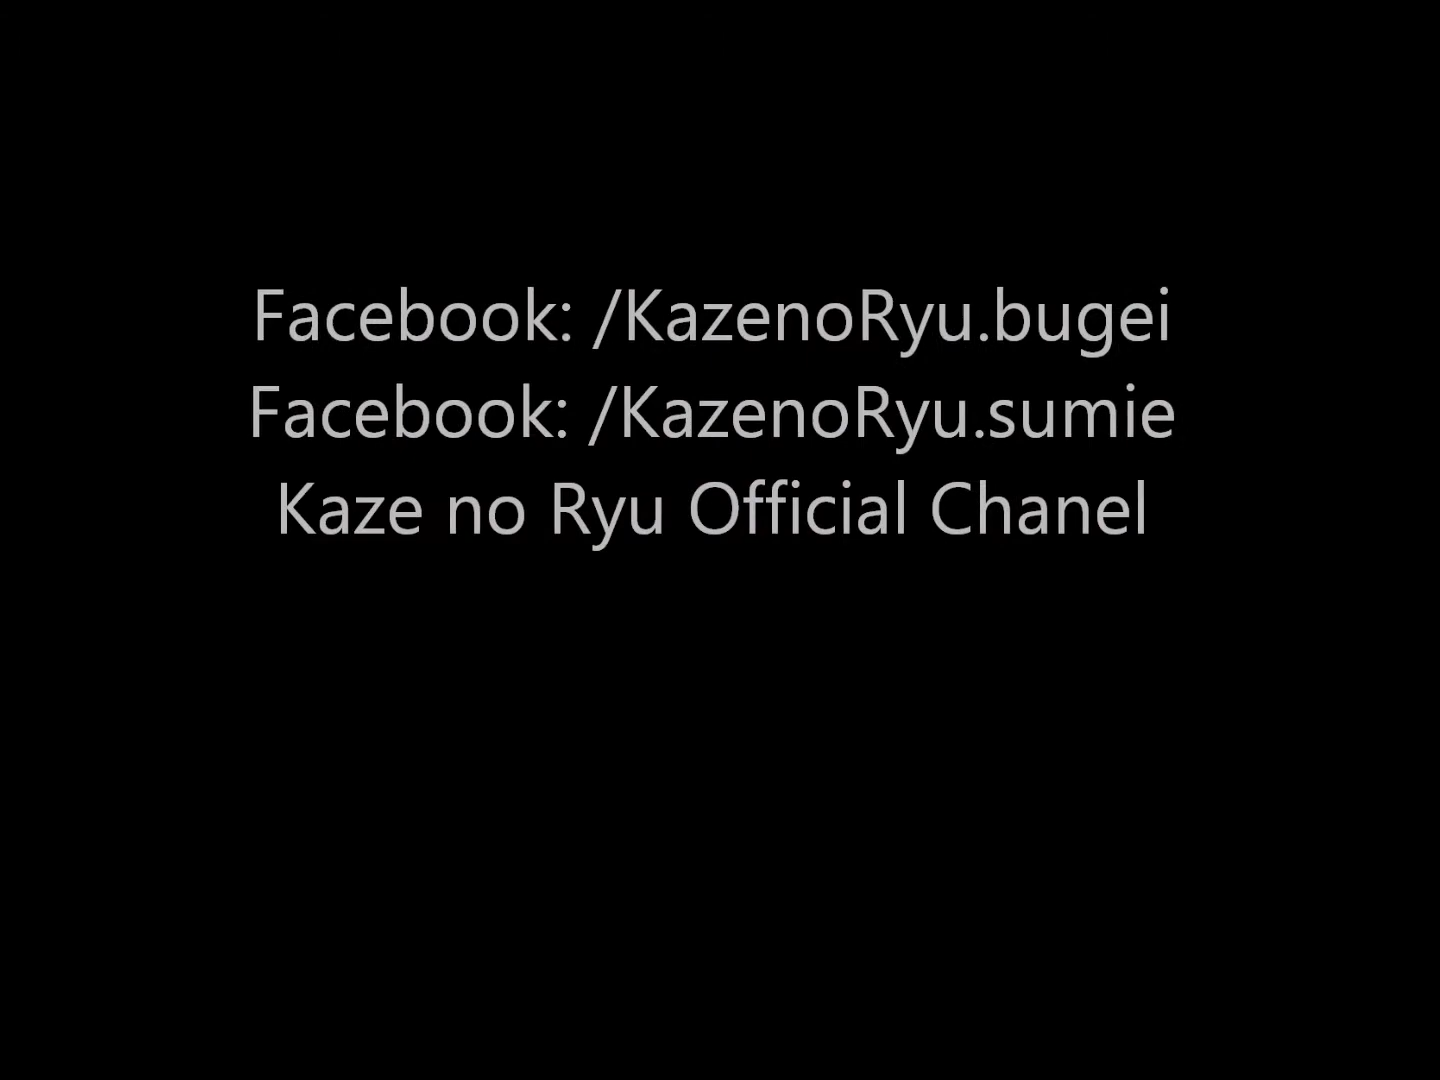 Facebook: /KazenoRyu.bugei
Facebook: /KazenoRyu.sumie
Kaze no Ryu Official Chanel